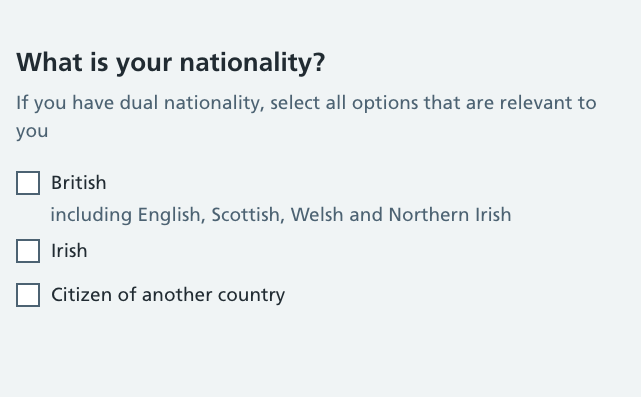 What is your nationality?
If you have dual nationality, select all options that are relevant to
you
British
including English, Scottish, Welsh and Northern Irish
Irish
Citizen of another country